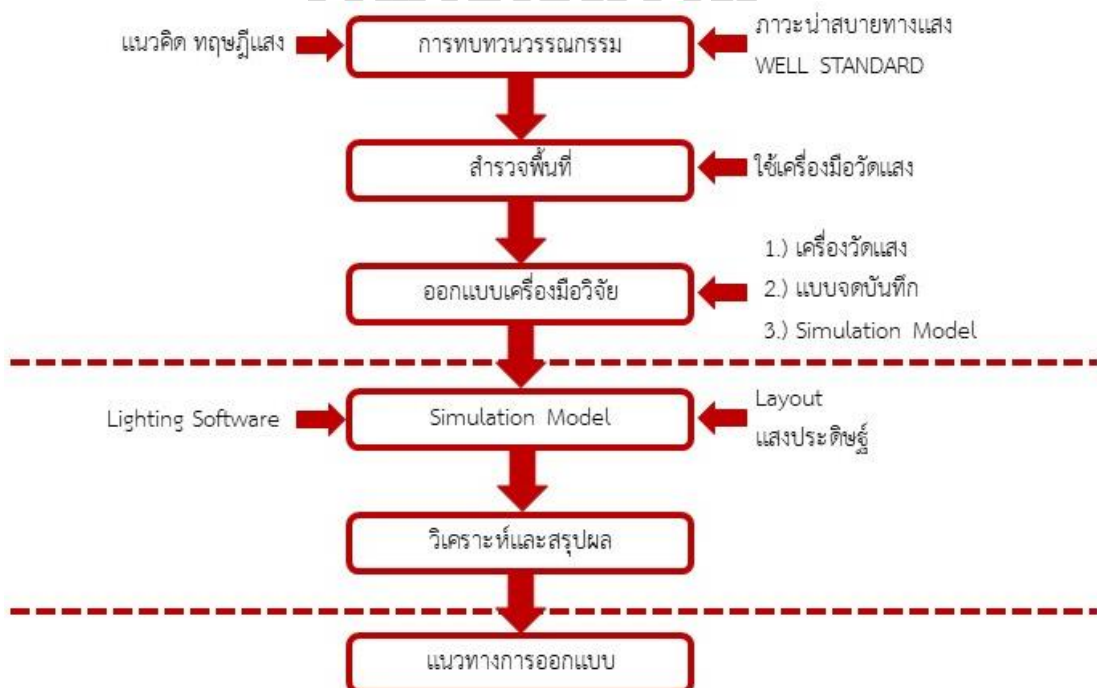 แนวคิด ทฤษฎีแสง
การทบทวนวรรณกรรม
ภาวะน่าสบายทางแสง
WELL STANDARD
สำรวจพื้นที่
ใช้เครื่องมือวัดแสง
ออกแบบเครื่องมือวิจัย
1.) เครื่องวัดแสง
2.) แบบจดบันทึก
3.) Simulation Model
Lighting Software
Simulation Model
Layout
แสงประดิษฐ์
วิเคราะห์และสรุปผล
แนวทางการออกแบบ